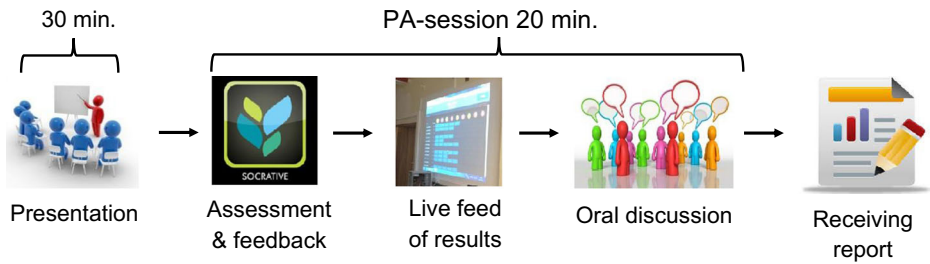 30 min.
PA-session 20 min.
SOCRATIVE
Presentation
Assessment
& feedback
Live feed
of results
Oral discussion
Receiving
report